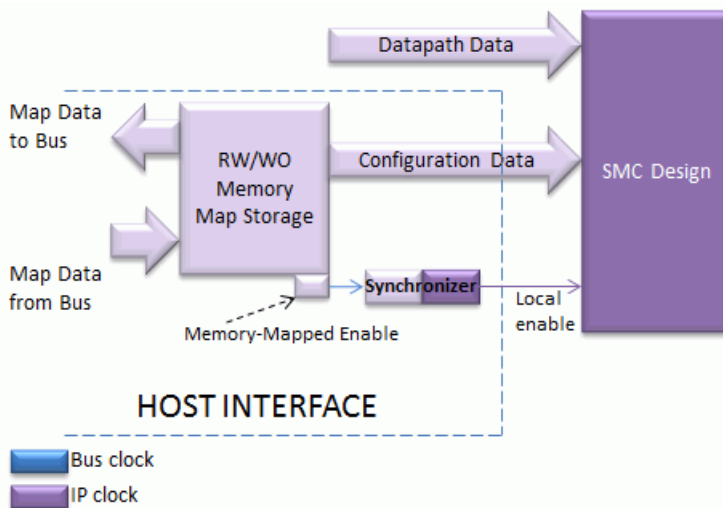 Datapath Data
Map Data
to Bus
RW/WO
Memory
Map Storage
Configuration Data
SMC Design
Map Data
from Bus
Synchronizer
Local
enable
Memory-Mapped Enable
HOST INTERFACE
Bus clock
IP clock